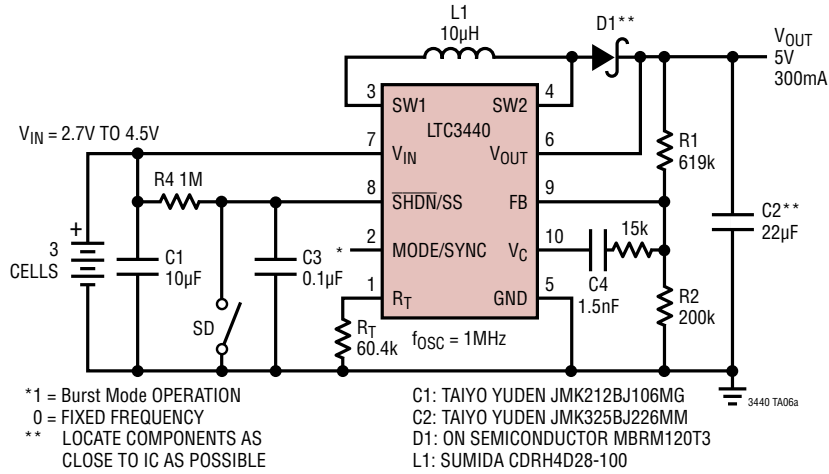 L1
10µH
D1**
VOUT
5V
300mA
3 SW1 SW2 4
LTC3440
VIN = 2.7V TO 4.5V
7 VIN VOUT 6
R1
619k
R4 1M
8 SHDN/SS FB 9
+
3
CELLS
C1
10µF
C3
0.1µF
* 2 MODE/SYNC VC 10
15k
C2**
22µF
C4
1.5nF
1 RT GND 5
R2
200k
SD
RT
60.4k
fOSC = 1MHz
*1 = Burst Mode OPERATION
0 = FIXED FREQUENCY
** LOCATE COMPONENTS AS
CLOSE TO IC AS POSSIBLE
C1: TAIYO YUDEN JMK212BJ106MG
C2: TAIYO YUDEN JMK325BJ226MM
D1: ON SEMICONDUCTOR MBRM120T3
L1: SUMIDA CDRH4D28-100
3440 TA06a